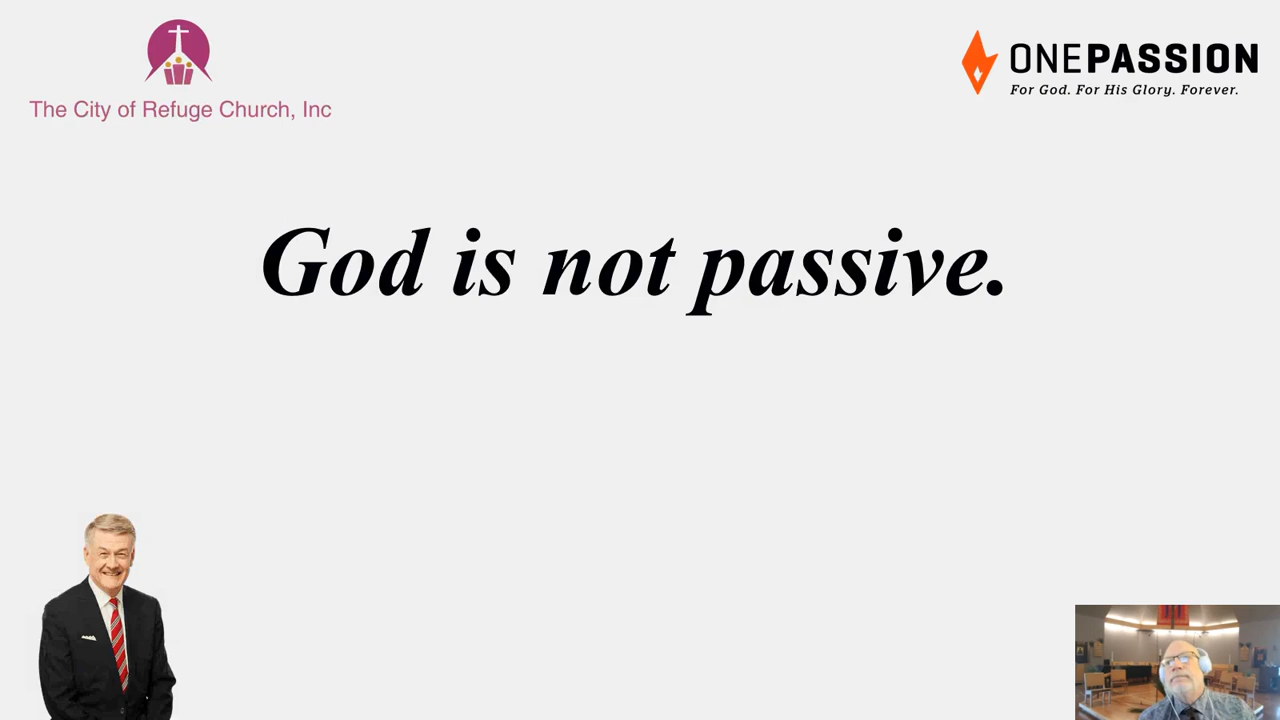 The City of Refuge Church, Inc
ONEPASSION
For God. For His Glory. Forever.
God is not passive.